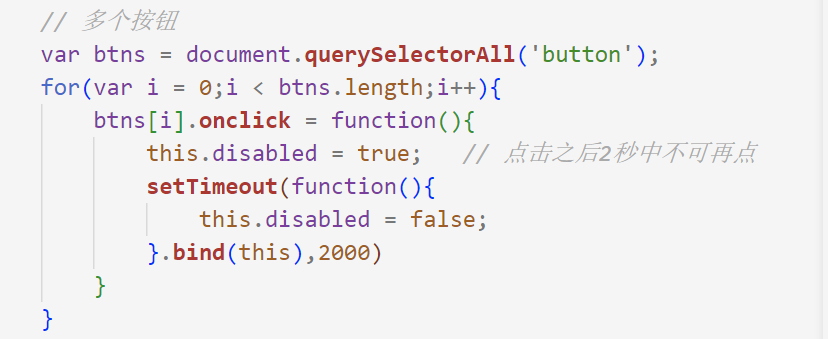 // 多个按钮
var btns = document.querySelectorAll('button');
for(var i = 0;i < btns.length;i++){
btns[i].onclick = function(){
this.disabled = true; // 点击之后2秒中不可再点
setTimeout(function(){
this.disabled = false;
}.bind(this),2000)
}
}